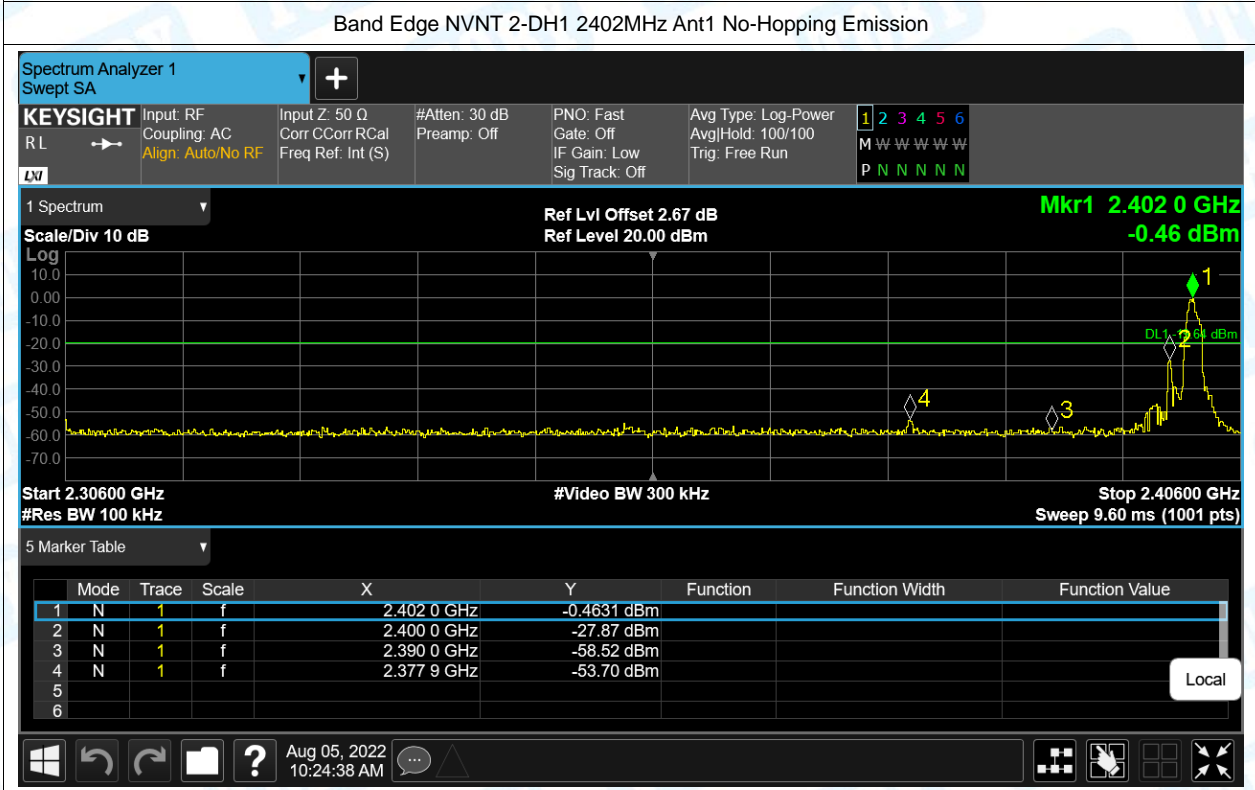 Band Edge NVNT 2-DH1 2402MHz Ant1 No-Hopping Emission
Spectrum Analyzer 1
Swept SA
KEYSIGHT
R L
LXI
Input: RF
Coupling: AC
Align: Auto/No RF
Input Z: 50 Ω
Corr CCorr RCal
Freq Ref: Int (S)
#Atten: 30 dB
Preamp: Off
PNO: Fast
Gate: Off
IF Gain: Low
Sig Track: Off
Avg Type: Log-Power
Avg|Hold: 100/100
Trig: Free Run
1 2 3 4 5 6
M W W W W W
P N N N N N
1 Spectrum
Scale/Div 10 dB
Ref Lvl Offset 2.67 dB
Ref Level 20.00 dBm
Mkr1 2.402 0 GHz
-0.46 dBm
Log
10.0
0.00
-10.0
-20.0
-30.0
-40.0
-50.0
-60.0
-70.0
1
DL1 dBm
2
4
3
Start 2.30600 GHz
#Video BW 300 kHz
Stop 2.40600 GHz
#Res BW 100 kHz
Sweep 9.60 ms (1001 pts)
5 Marker Table
Mode Trace Scale X Y Function Function Width Function Value
1 N 1 f 2.402 0 GHz -0.4631 dBm
2 N 1 f 2.400 0 GHz -27.87 dBm
3 N 1 f 2.390 0 GHz -58.52 dBm
4 N 1 f 2.377 9 GHz -53.70 dBm
5
6
Local
?
Aug 05, 2022
10:24:38 AM